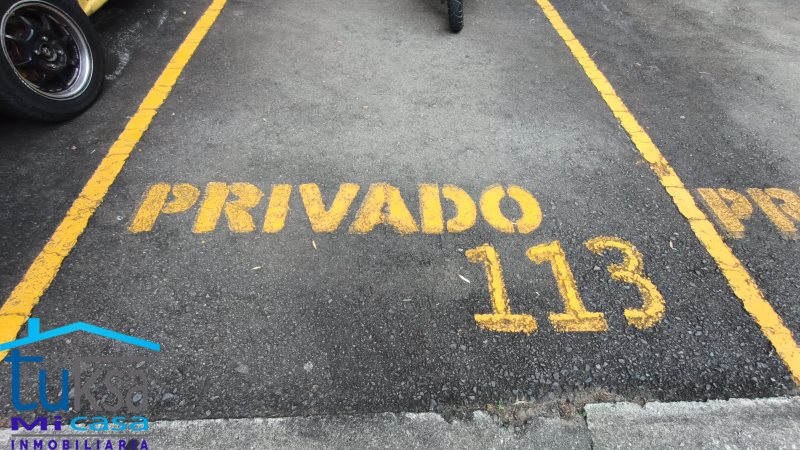 PRIVADO
PR
113
tuKsa
Mi casa
INMOBILIARIA